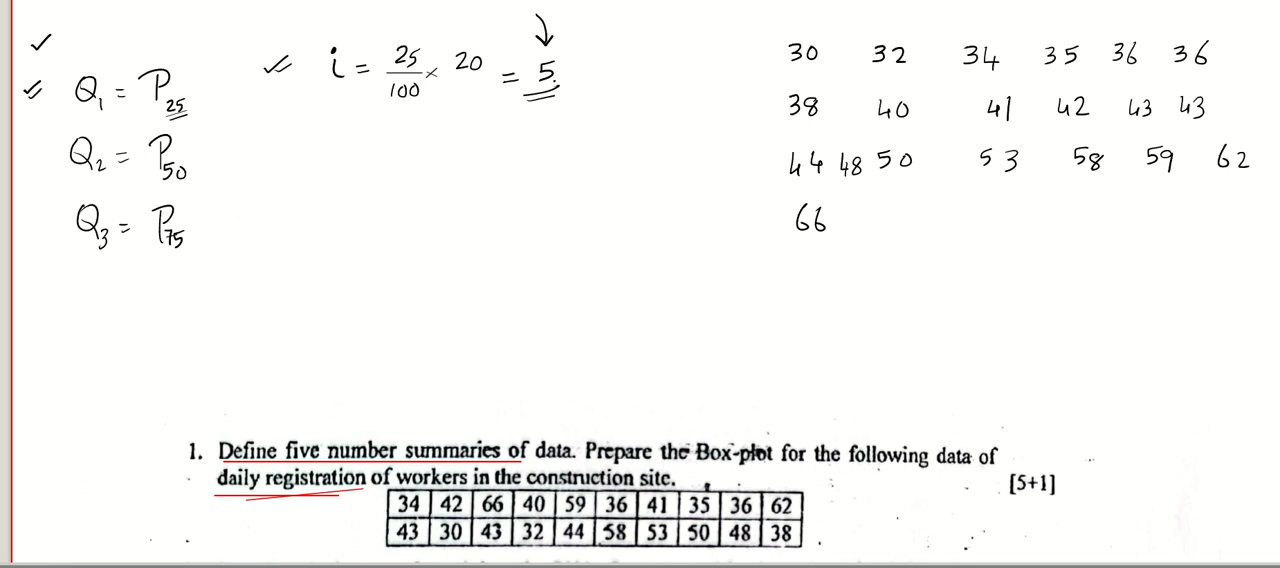 ✓
✓ Q₁ = P₂₅
✓ i = 25/100 × 20 = 5.
Q₂ = P₅₀
Q₃ = P₇₅
30 32 34 35 36 36
38 40 41 42 43 43
44 48 50 53 58 59 62
66
1. Define five number summaries of data. Prepare the Box-plot for the following data of
daily registration of workers in the construction site. [5+1]
34 42 66 40 59 36 41 35 36 62
43 30 43 32 44 58 53 50 48 38